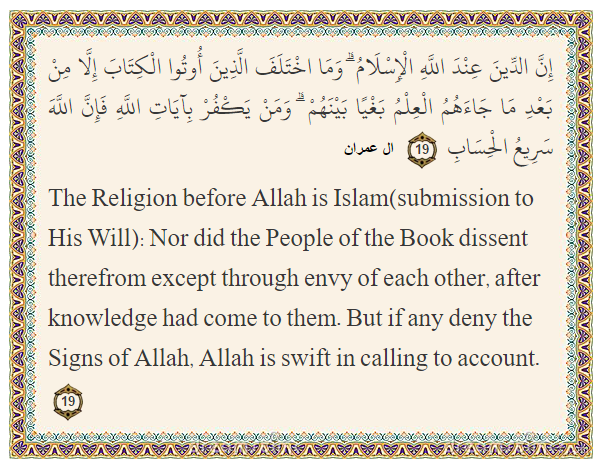 إِنَّ الدِّينَ عِنْدَ اللَّهِ الْإِسْلَامُ ۗ وَمَا اخْتَلَفَ الَّذِينَ أُوتُوا الْكِتَابَ إِلَّا مِنْ
بَعْدِ مَا جَاءَهُمُ الْعِلْمُ بَغْيًا بَيْنَهُمْ ۗ وَمَنْ يَكْفُرْ بِآيَاتِ اللَّهِ فَإِنَّ اللَّهَ
سَرِيعُ الْحِسَابِ 19 ال عمران
The Religion before Allah is Islam(submission to
His Will): Nor did the People of the Book dissent
therefrom except through envy of each other, after
knowledge had come to them. But if any deny the
Signs of Allah, Allah is swift in calling to account.
19